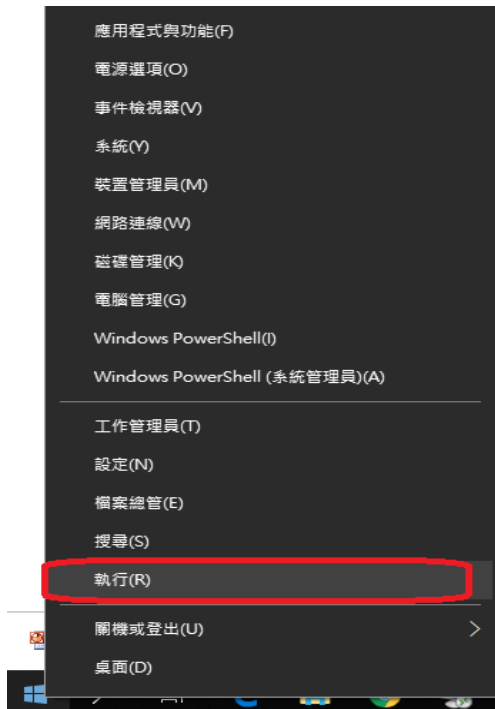 應用程式與功能(F)
電源選項(O)
事件檢視器(V)
系統(Y)
裝置管理員(M)
網路連線(W)
磁碟管理(K)
電腦管理(G)
Windows PowerShell(I)
Windows PowerShell (系統管理員)(A)
工作管理員(T)
設定(N)
檔案總管(E)
搜尋(S)
執行(R)
關機或登出(U)
桌面(D)